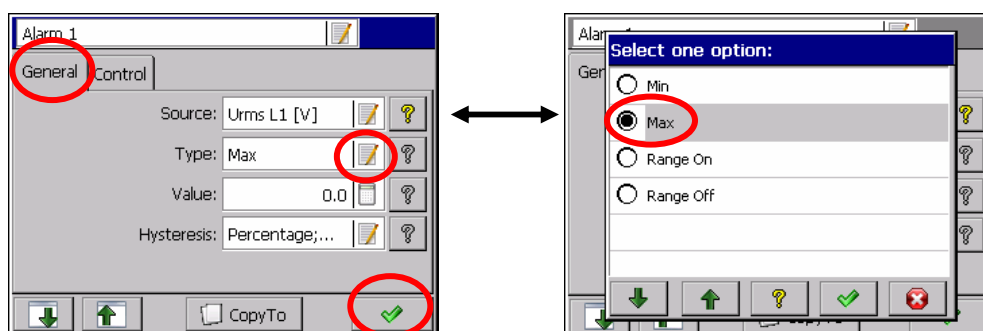 Alarm 1
General Control
Source: Urms L1 [V]
Type: Max
Value: 0.0
Hysteresis: Percentage;...
CopyTo
Select one option:
Min
Max
Range On
Range Off